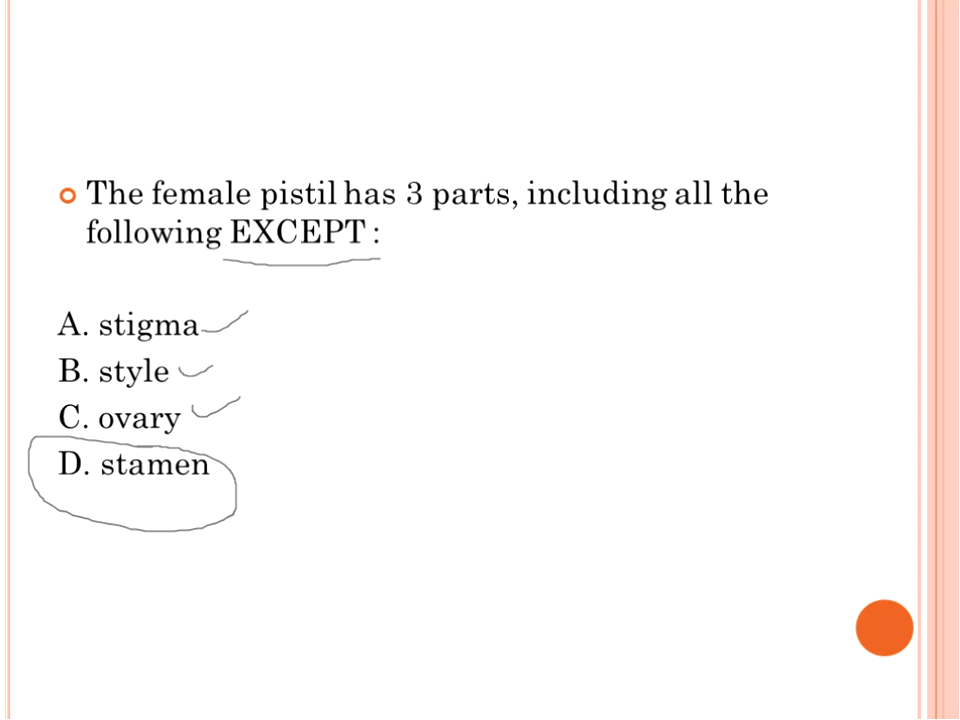 The female pistil has 3 parts, including all the
following EXCEPT :
A. stigma
B. style
C. ovary
D. stamen